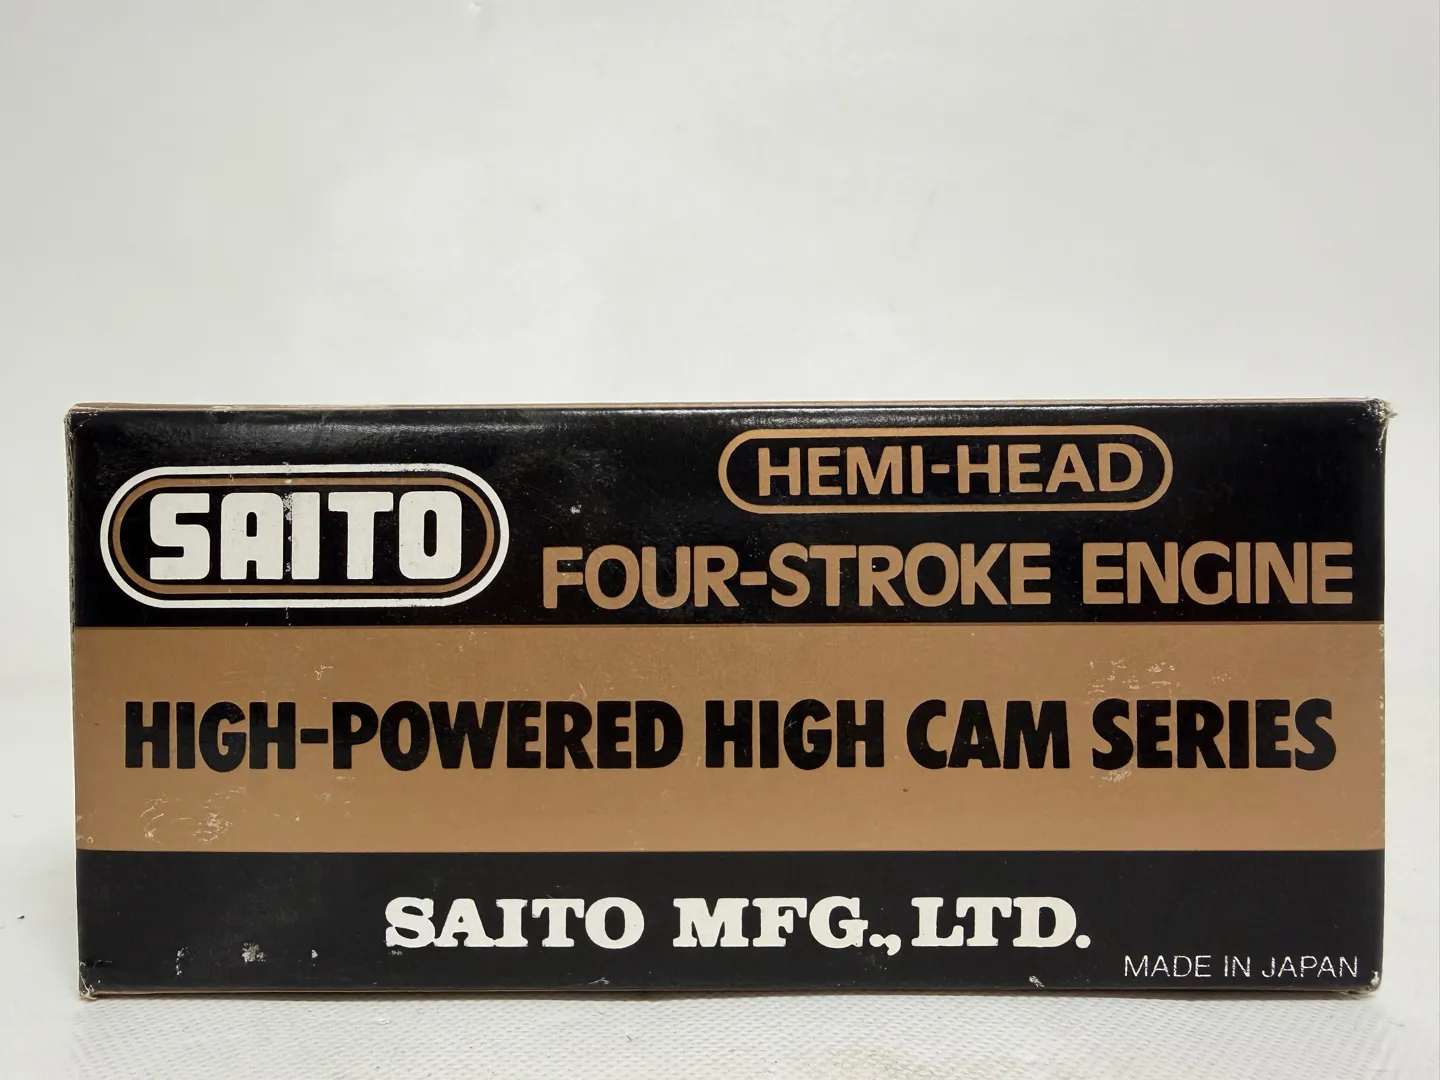 SAITO
HEMI-HEAD
FOUR-STROKE ENGINE
HIGH-POWERED HIGH CAM SERIES
SAITO MFG., LTD.
MADE IN JAPAN